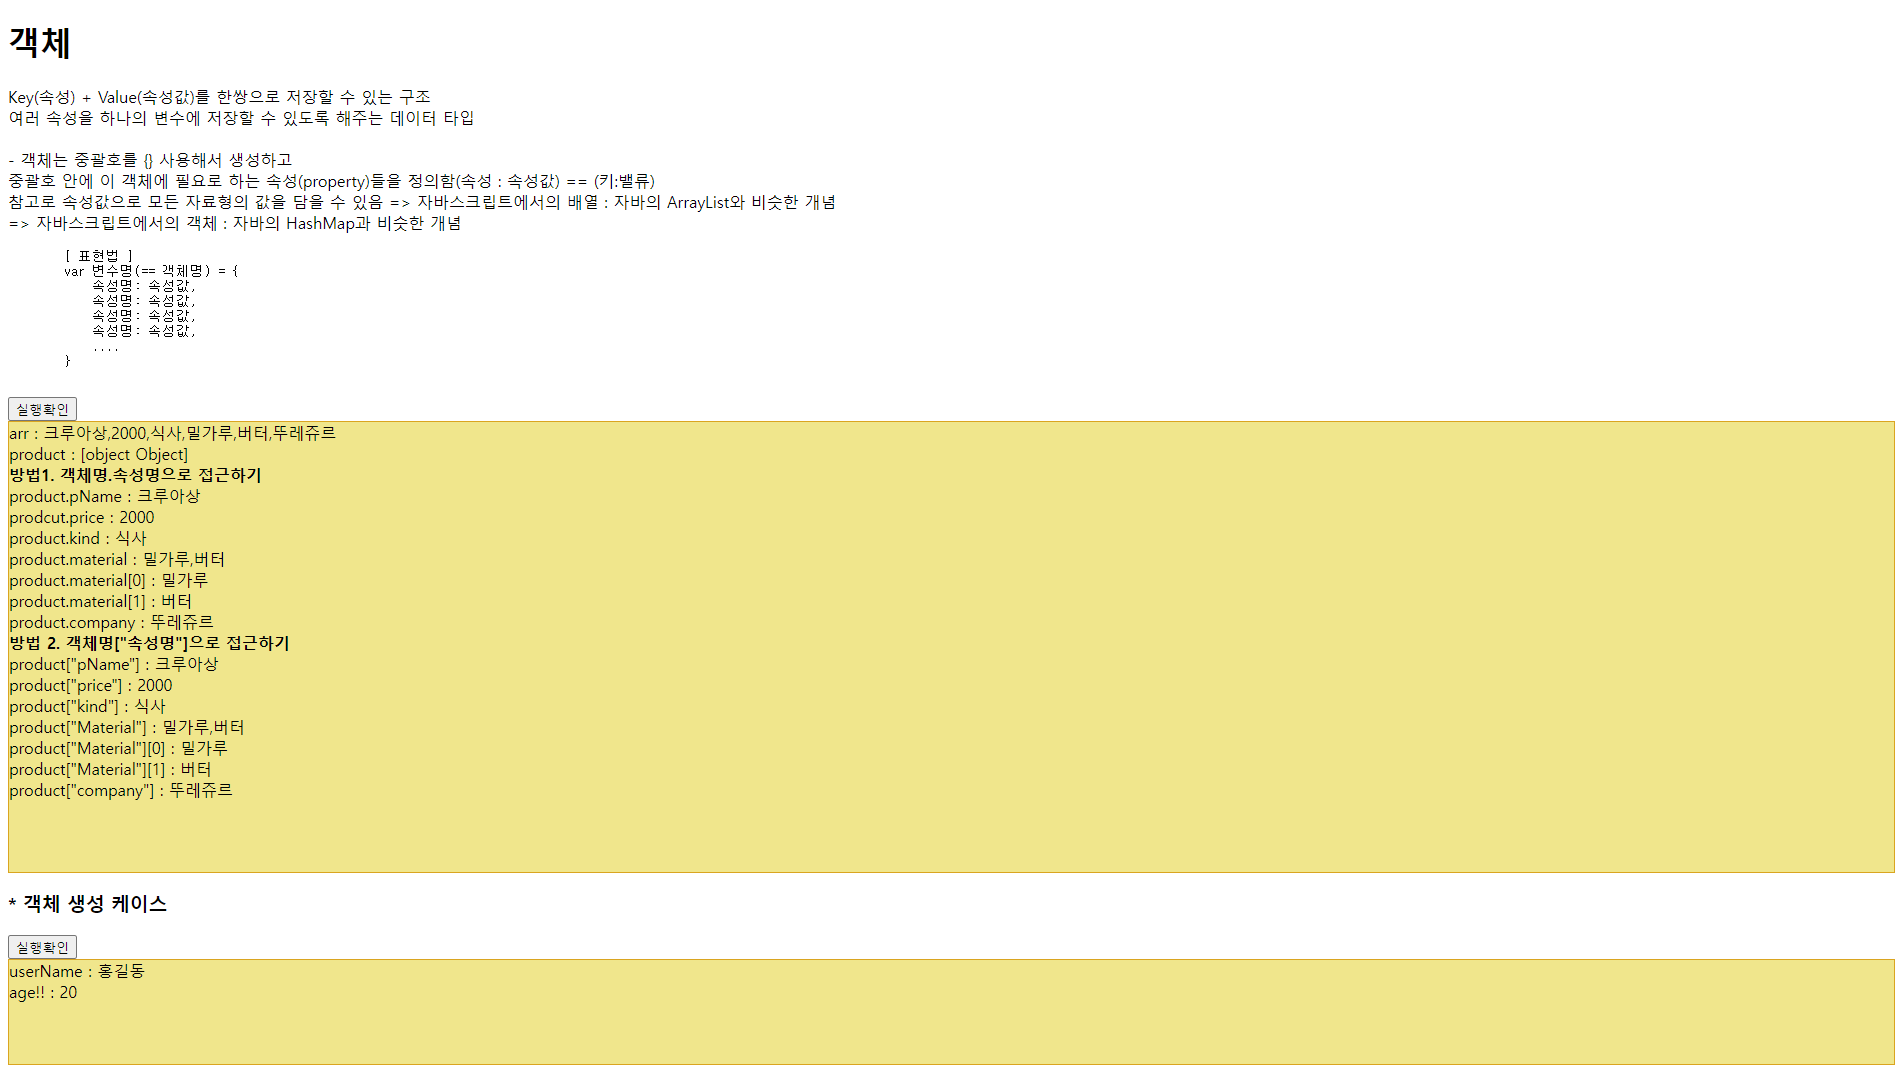 객체
Key(속성) + Value(속성값)를 한쌍으로 저장할 수 있는 구조
여러 속성을 하나의 변수에 저장할 수 있도록 해주는 데이터 타입
- 객체는 중괄호를 {} 사용해서 생성하고
중괄호 안에 이 객체에 필요로 하는 속성(property)들을 정의함(속성 : 속성값) == (키:밸류)
참고로 속성값으로 모든 자료형의 값을 담을 수 있음 => 자바스크립트에서의 배열 : 자바의 ArrayList와 비슷한 개념
=> 자바스크립트에서의 객체 : 자바의 HashMap과 비슷한 개념
[ 표현법 ]
var 변수명(== 객체명) = {
속성명: 속성값,
속성명: 속성값,
속성명: 속성값,
속성명: 속성값,
....
}
실행확인
arr : 크루아상,2000,식사,밀가루,버터,뚜레쥬르
product : [object Object]
방법1. 객체명.속성명으로 접근하기
product.pName : 크루아상
prodcut.price : 2000
product.kind : 식사
product.material : 밀가루,버터
product.material[0] : 밀가루
product.material[1] : 버터
product.company : 뚜레쥬르
방법 2. 객체명["속성명"]으로 접근하기
product["pName"] : 크루아상
product["price"] : 2000
product["kind"] : 식사
product["Material"] : 밀가루,버터
product["Material"][0] : 밀가루
product["Material"][1] : 버터
product["company"] : 뚜레쥬르
* 객체 생성 케이스
실행확인
userName : 홍길동
age!! : 20